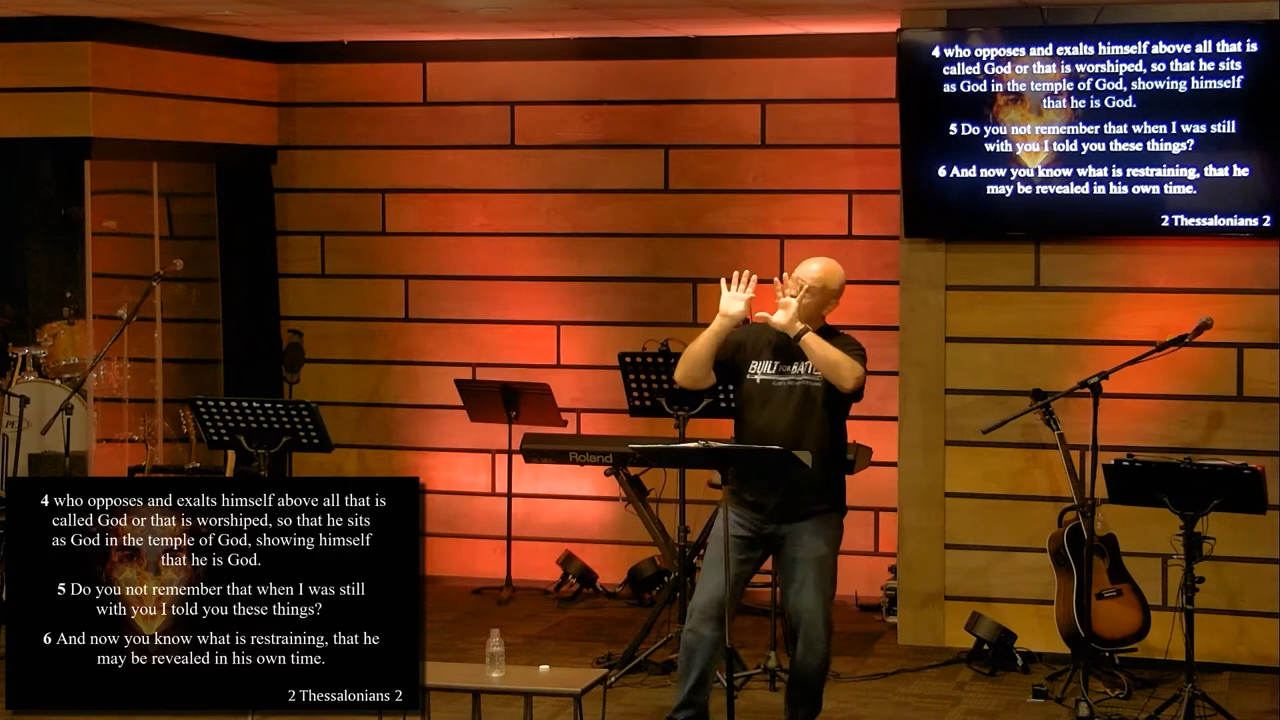 4 who opposes and exalts himself above all that is
called God or that is worshiped, so that he sits
as God in the temple of God, showing himself
that he is God.
5 Do you not remember that when I was still
with you I told you these things?
6 And now you know what is restraining, that he
may be revealed in his own time.
2 Thessalonians 2
BUILT FOR BATTLE
Roland
4 who opposes and exalts himself above all that is
called God or that is worshiped, so that he sits
as God in the temple of God, showing himself
that he is God.
5 Do you not remember that when I was still
with you I told you these things?
6 And now you know what is restraining, that he
may be revealed in his own time.
2 Thessalonians 2